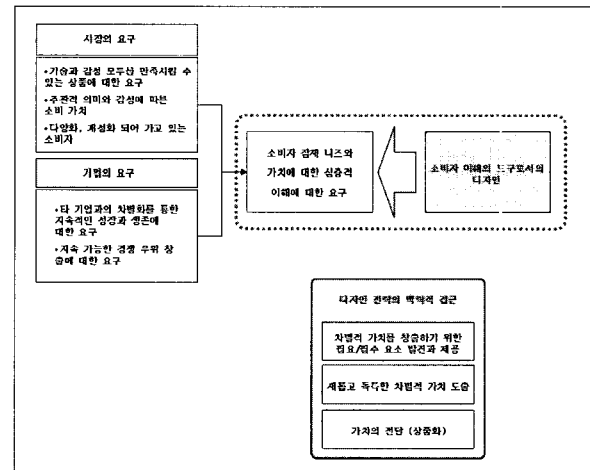 시장의 요구
•기술과 감성 모두를 만족시킬 수
있는 상품에 대한 요구
•주관적 의미와 감성에 따른
소비 가치
•다양화, 개성화 되어 가고 있는
소비자
기업의 요구
•타 기업과의 차별화를 통한
지속적인 성장과 생존에
대한 요구
•지속 가능한 경쟁 우위 창
출에 대한 요구
소비자 잠재 니즈와
가치에 대한 심층적
이해에 대한 요구
소비자 이해의 도구로서의
디자인
디자인 전략의 맥락적 접근
차별적 가치를 창출하기 위한
필요/필수 요소 발견과 제공
새롭고 독특한 차별적 가치 도출
가치의 전달 (상품화)